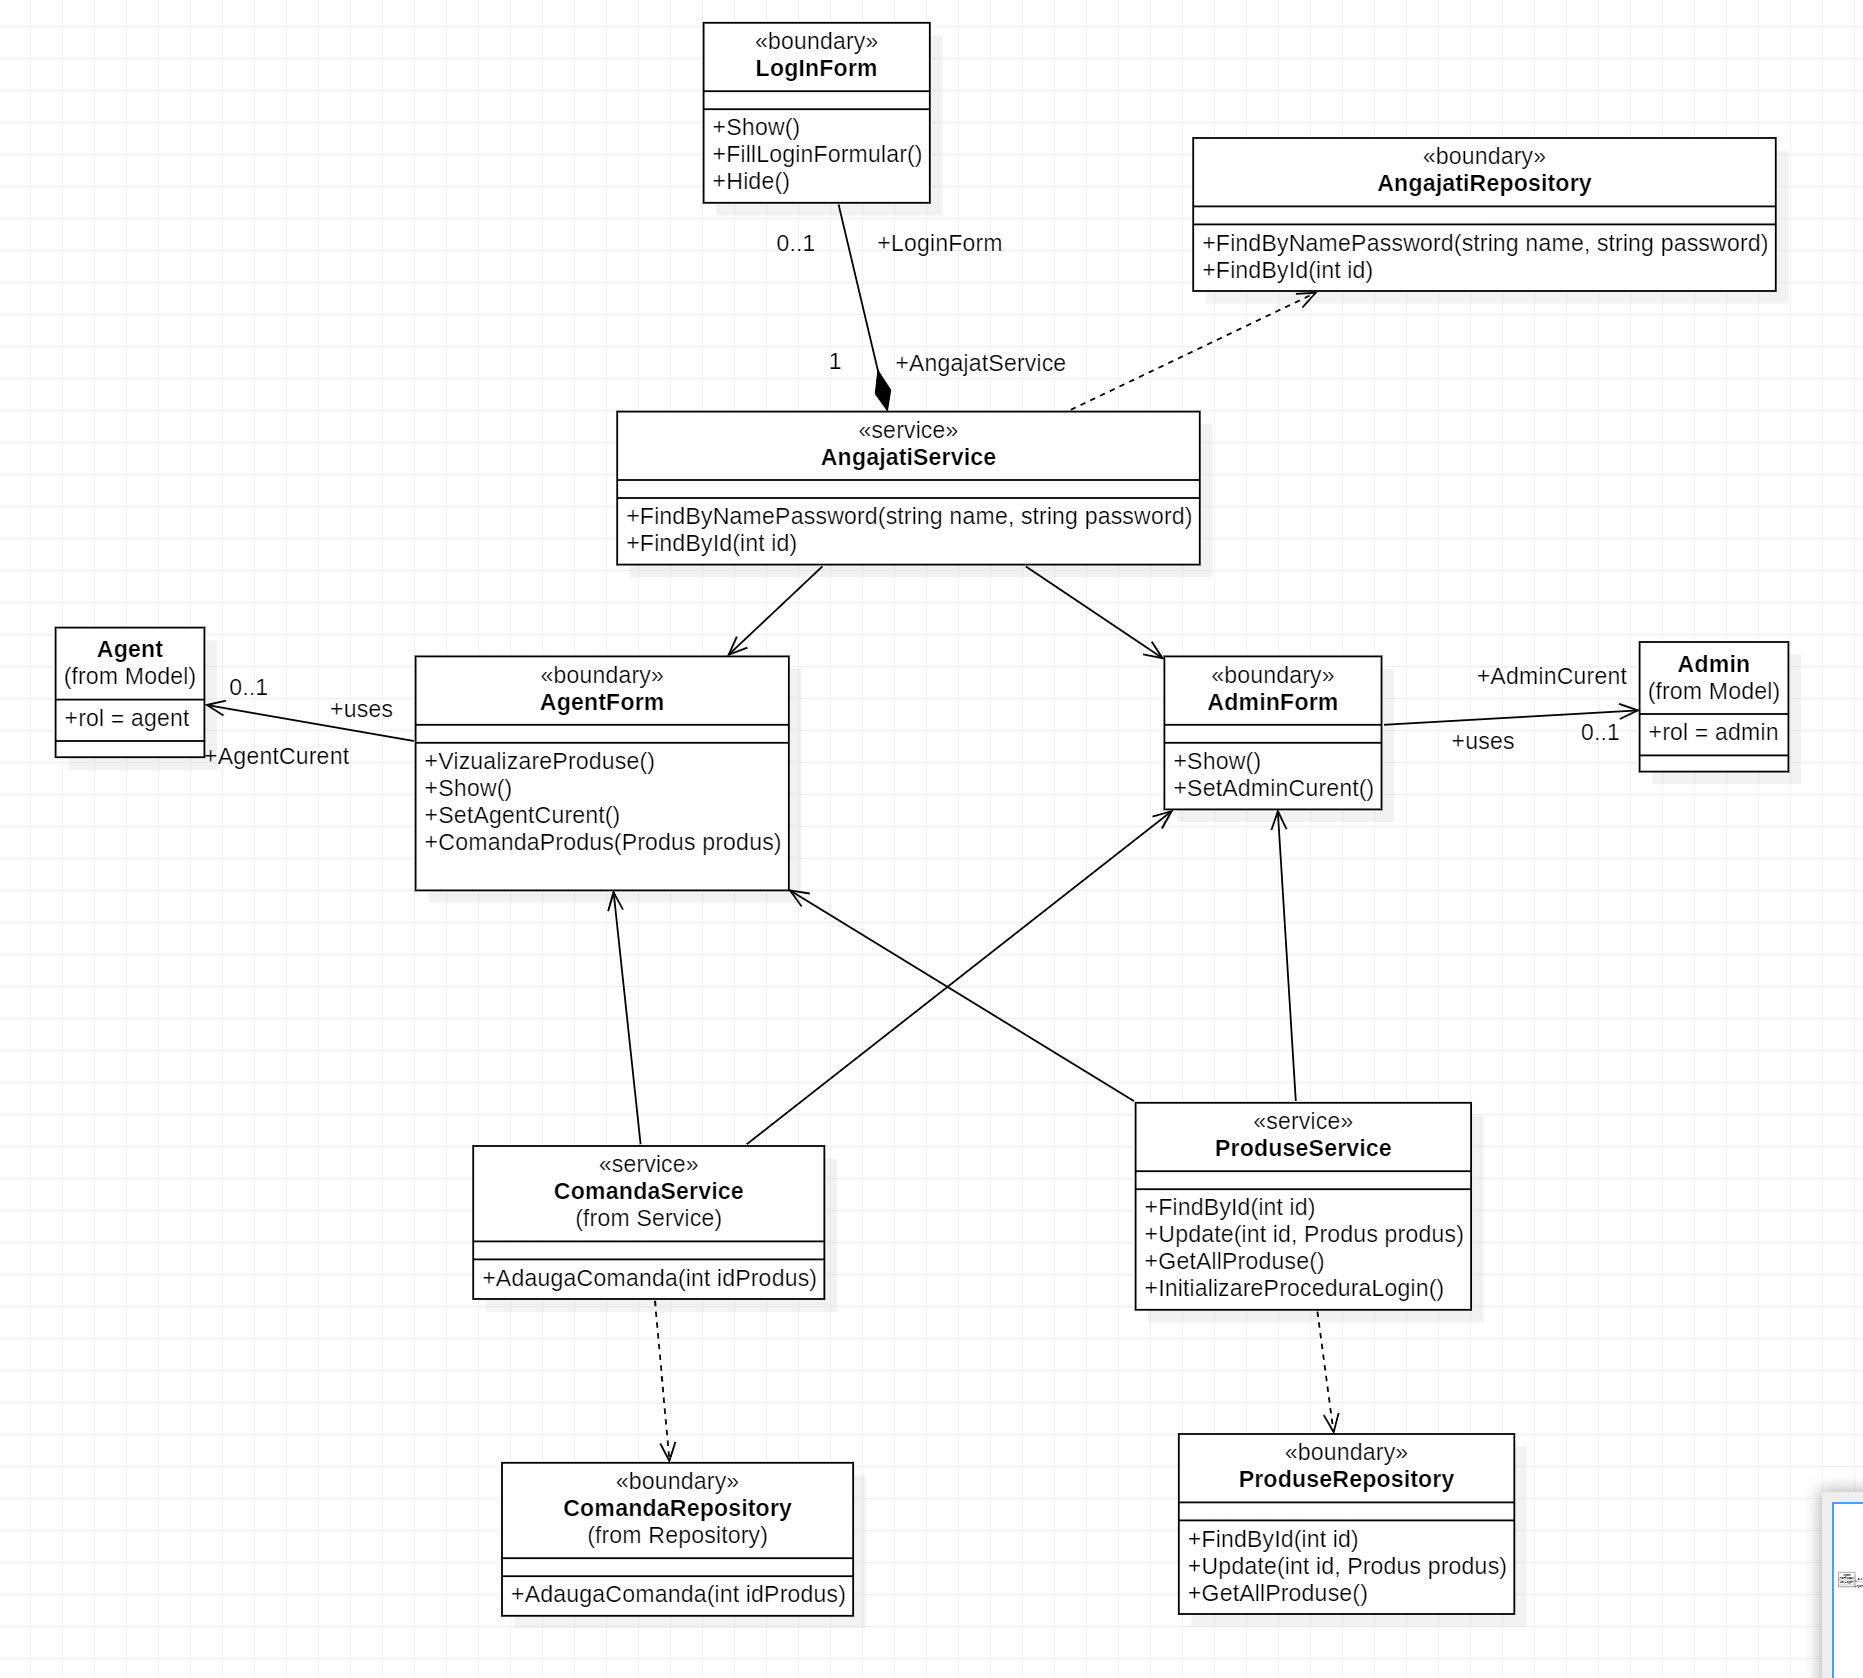 «boundary»
LogInForm
+Show()
+FillLoginFormular()
+Hide()
«boundary»
AngajatiRepository
+FindByNamePassword(string name, string password)
+FindById(int id)
0..1
+LoginForm
1
+AngajatService
«service»
AngajatiService
+FindByNamePassword(string name, string password)
+FindById(int id)
Agent
(from Model)
+rol = agent
0..1
+uses
+AgentCurent
«boundary»
AgentForm
+VizualizareProduse()
+Show()
+SetAgentCurent()
+ComandaProdus(Produs produs)
«boundary»
AdminForm
+Show()
+SetAdminCurent()
+AdminCurent
+uses
0..1
Admin
(from Model)
+rol = admin
«service»
ComandaService
(from Service)
+AdaugaComanda(int idProdus)
«service»
ProduseService
+FindById(int id)
+Update(int id, Produs produs)
+GetAllProduse()
+InitializareProceduraLogin()
«boundary»
ComandaRepository
(from Repository)
+AdaugaComanda(int idProdus)
«boundary»
ProduseRepository
+FindById(int id)
+Update(int id, Produs produs)
+GetAllProduse()